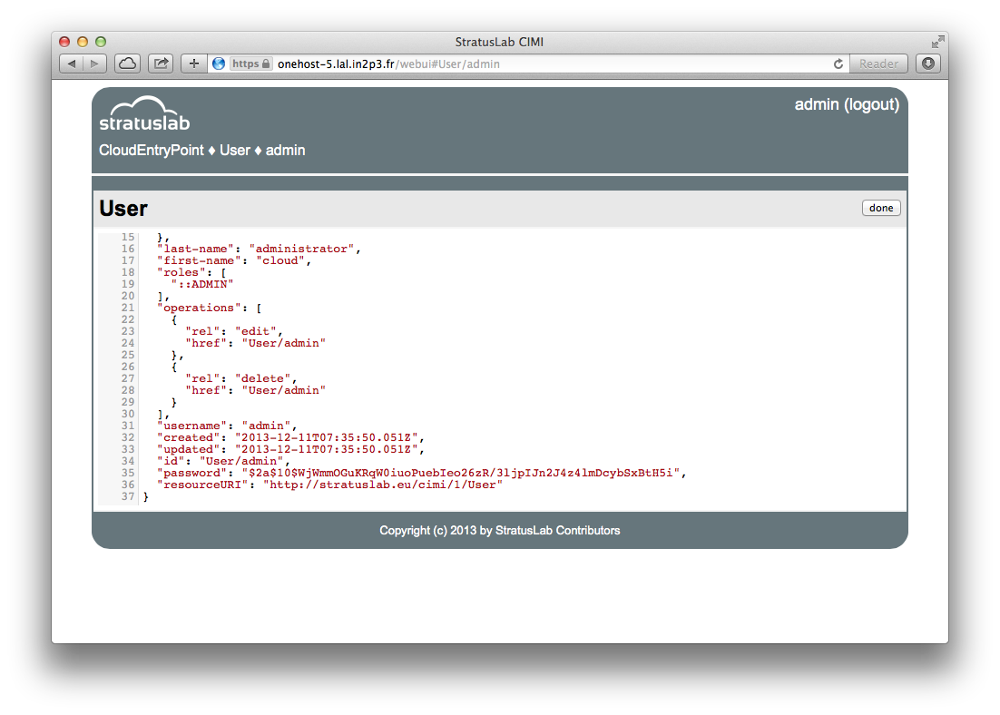 StratusLab CIMI
https onehost-5.lal.in2p3.fr/webui#User/admin
Reader
stratuslab
admin (logout)
CloudEntryPoint ♦ User ♦ admin
User
done
15 },
16 "last-name": "administrator",
17 "first-name": "cloud",
18 "roles": [
19 "::ADMIN"
20 ],
21 "operations": [
22 {
23 "rel": "edit",
24 "href": "User/admin"
25 },
26 {
27 "rel": "delete",
28 "href": "User/admin"
29 }
30 ],
31 "username": "admin",
32 "created": "2013-12-11T07:35:50.051Z",
33 "updated": "2013-12-11T07:35:50.051Z",
34 "id": "User/admin",
35 "password": "$2a$10$WjWmmOGuKRqW0iuoPuebIeo26zR/3ljpIJn2J4z4lmDcybSxBtH5i",
36 "resourceURI": "http://stratuslab.eu/cimi/1/User"
37 }
Copyright (c) 2013 by StratusLab Contributors